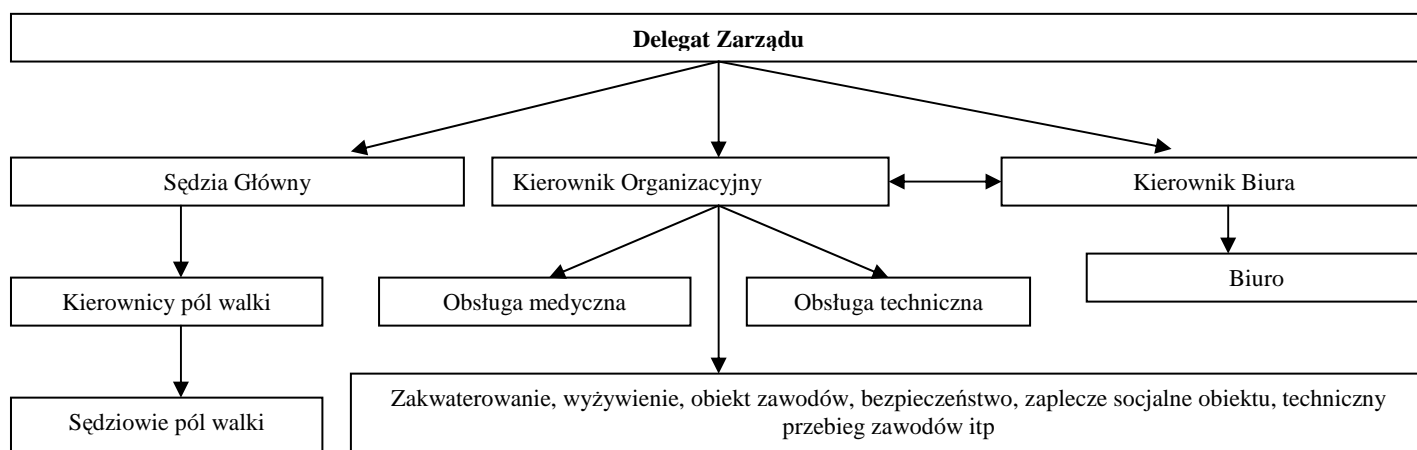 Delegat Zarządu
Sędzia Główny
Kierownik Organizacyjny
Kierownik Biura
Kierownicy pól walki
Obsługa medyczna
Obsługa techniczna
Biuro
Sędziowie pól walki
Zakwaterowanie, wyżywienie, obiekt zawodów, bezpieczeństwo, zaplecze socjalne obiektu, techniczny
przebieg zawodów itp